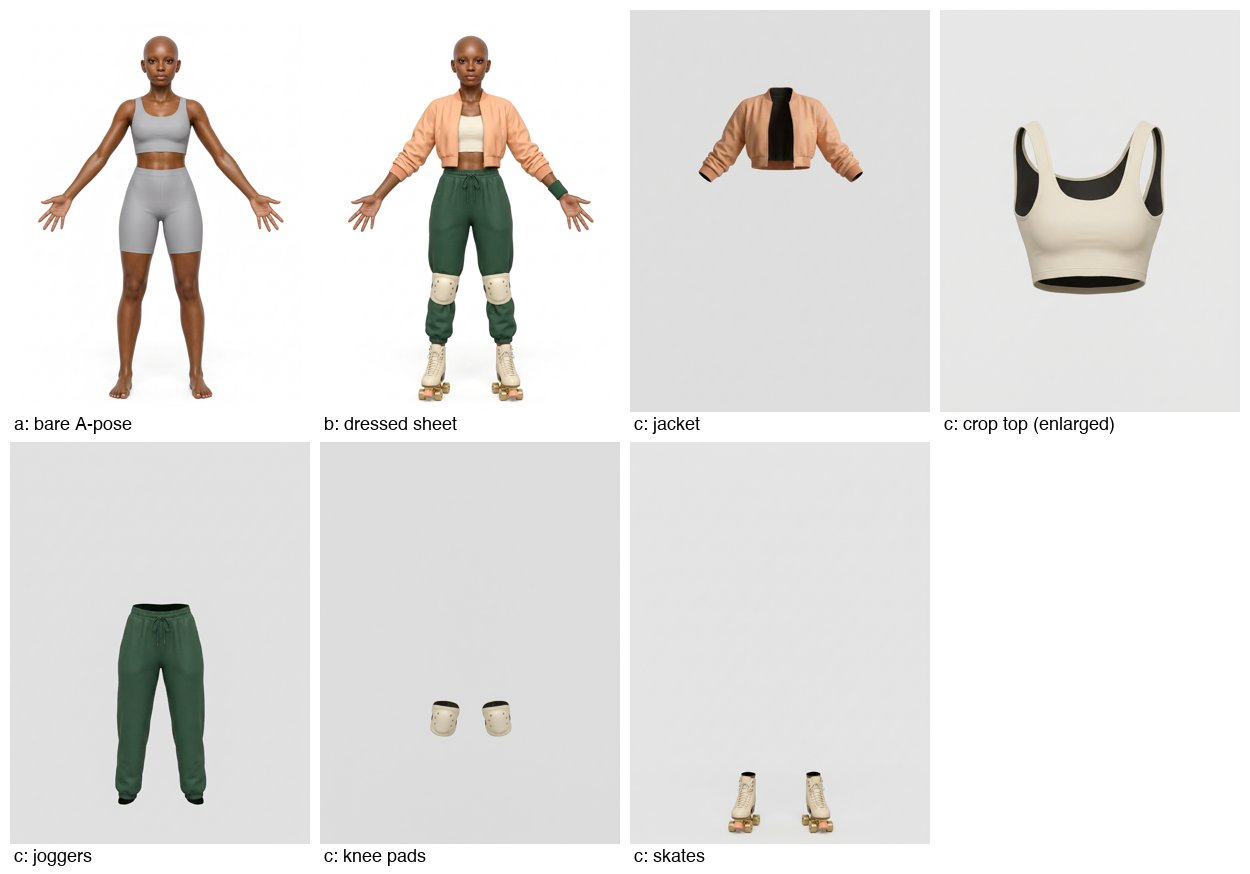 a: bare A-pose
b: dressed sheet
c: jacket
c: crop top (enlarged)
c: joggers
c: knee pads
c: skates